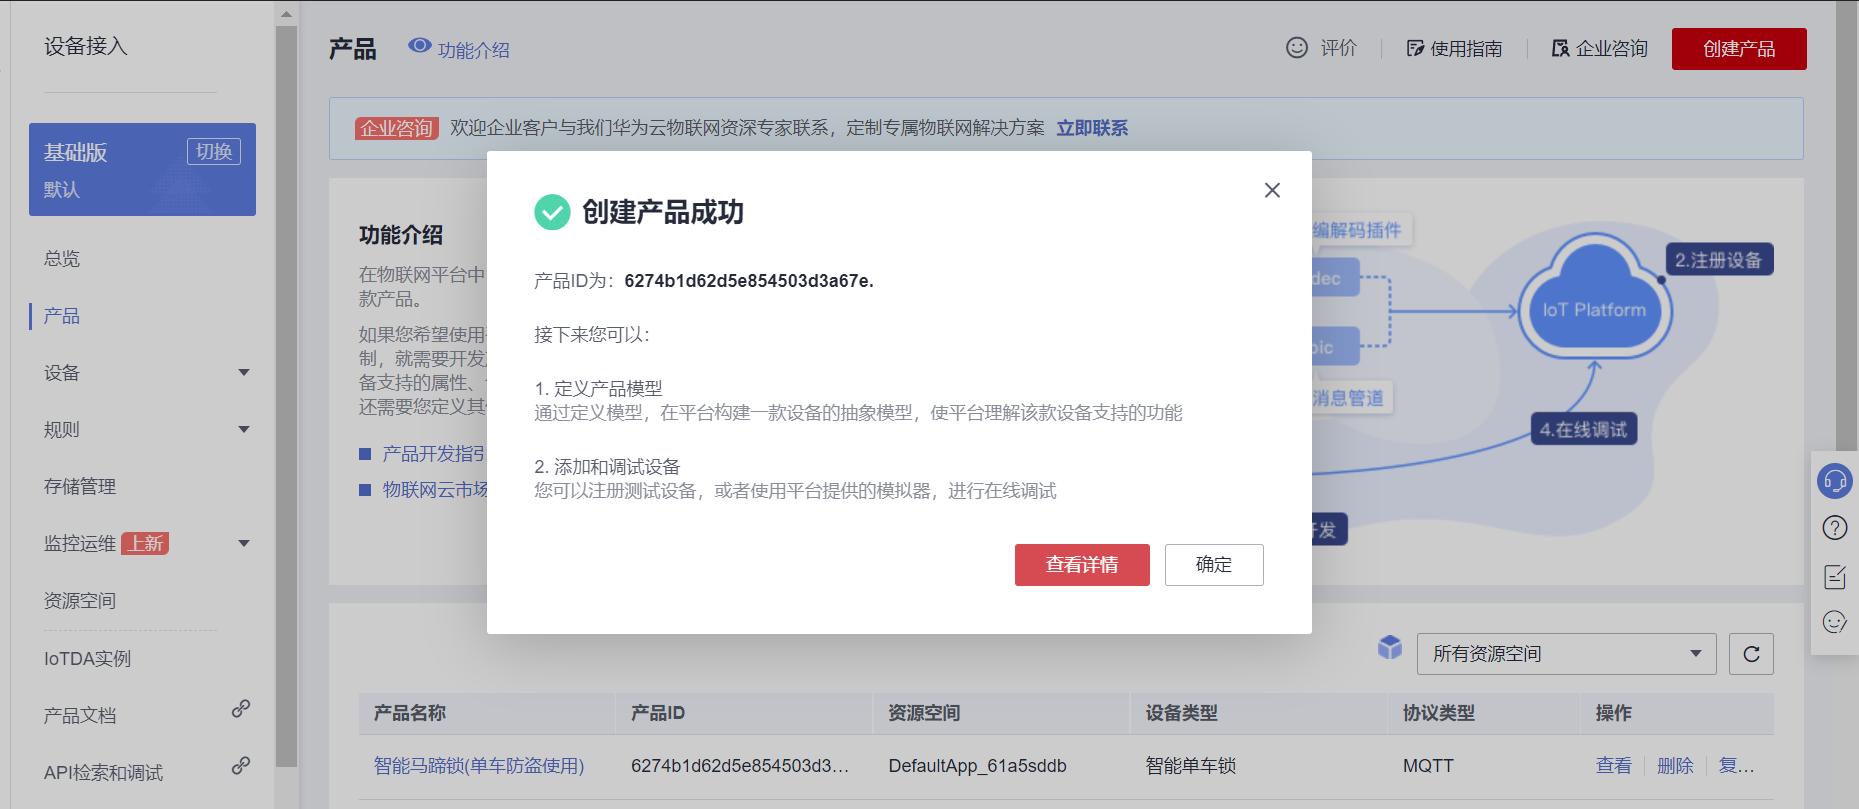 设备接入
基础版
切换
默认
总览
产品
设备
规则
存储管理
监控运维 上新
资源空间
IoTDA实例
产品文档
API检索和调试
产品 功能介绍
评价 使用指南 企业咨询 创建产品
企业咨询 欢迎企业客户与我们华为云物联网资深专家联系，定制专属物联网解决方案 立即联系
功能介绍
在物联网平台中
款产品。
如果您希望使用
制，就需要开发
备支持的属性、
还需要您定义其
产品开发指引
物联网云市场
创建产品成功
产品ID为：6274b1d62d5e854503d3a67e.
接下来您可以：
1. 定义产品模型
通过定义模型，在平台构建一款设备的抽象模型，使平台理解该款设备支持的功能
2. 添加和调试设备
您可以注册测试设备，或者使用平台提供的模拟器，进行在线调试
查看详情 确定
编解码插件
dec
消息管道
IoT Platform
2.注册设备
4.在线调试
所有资源空间
产品名称 产品ID 资源空间 设备类型 协议类型 操作
智能马蹄锁(单车防盗使用) 6274b1d62d5e854503d3... DefaultApp_61a5sddb 智能单车锁 MQTT 查看 删除 复...